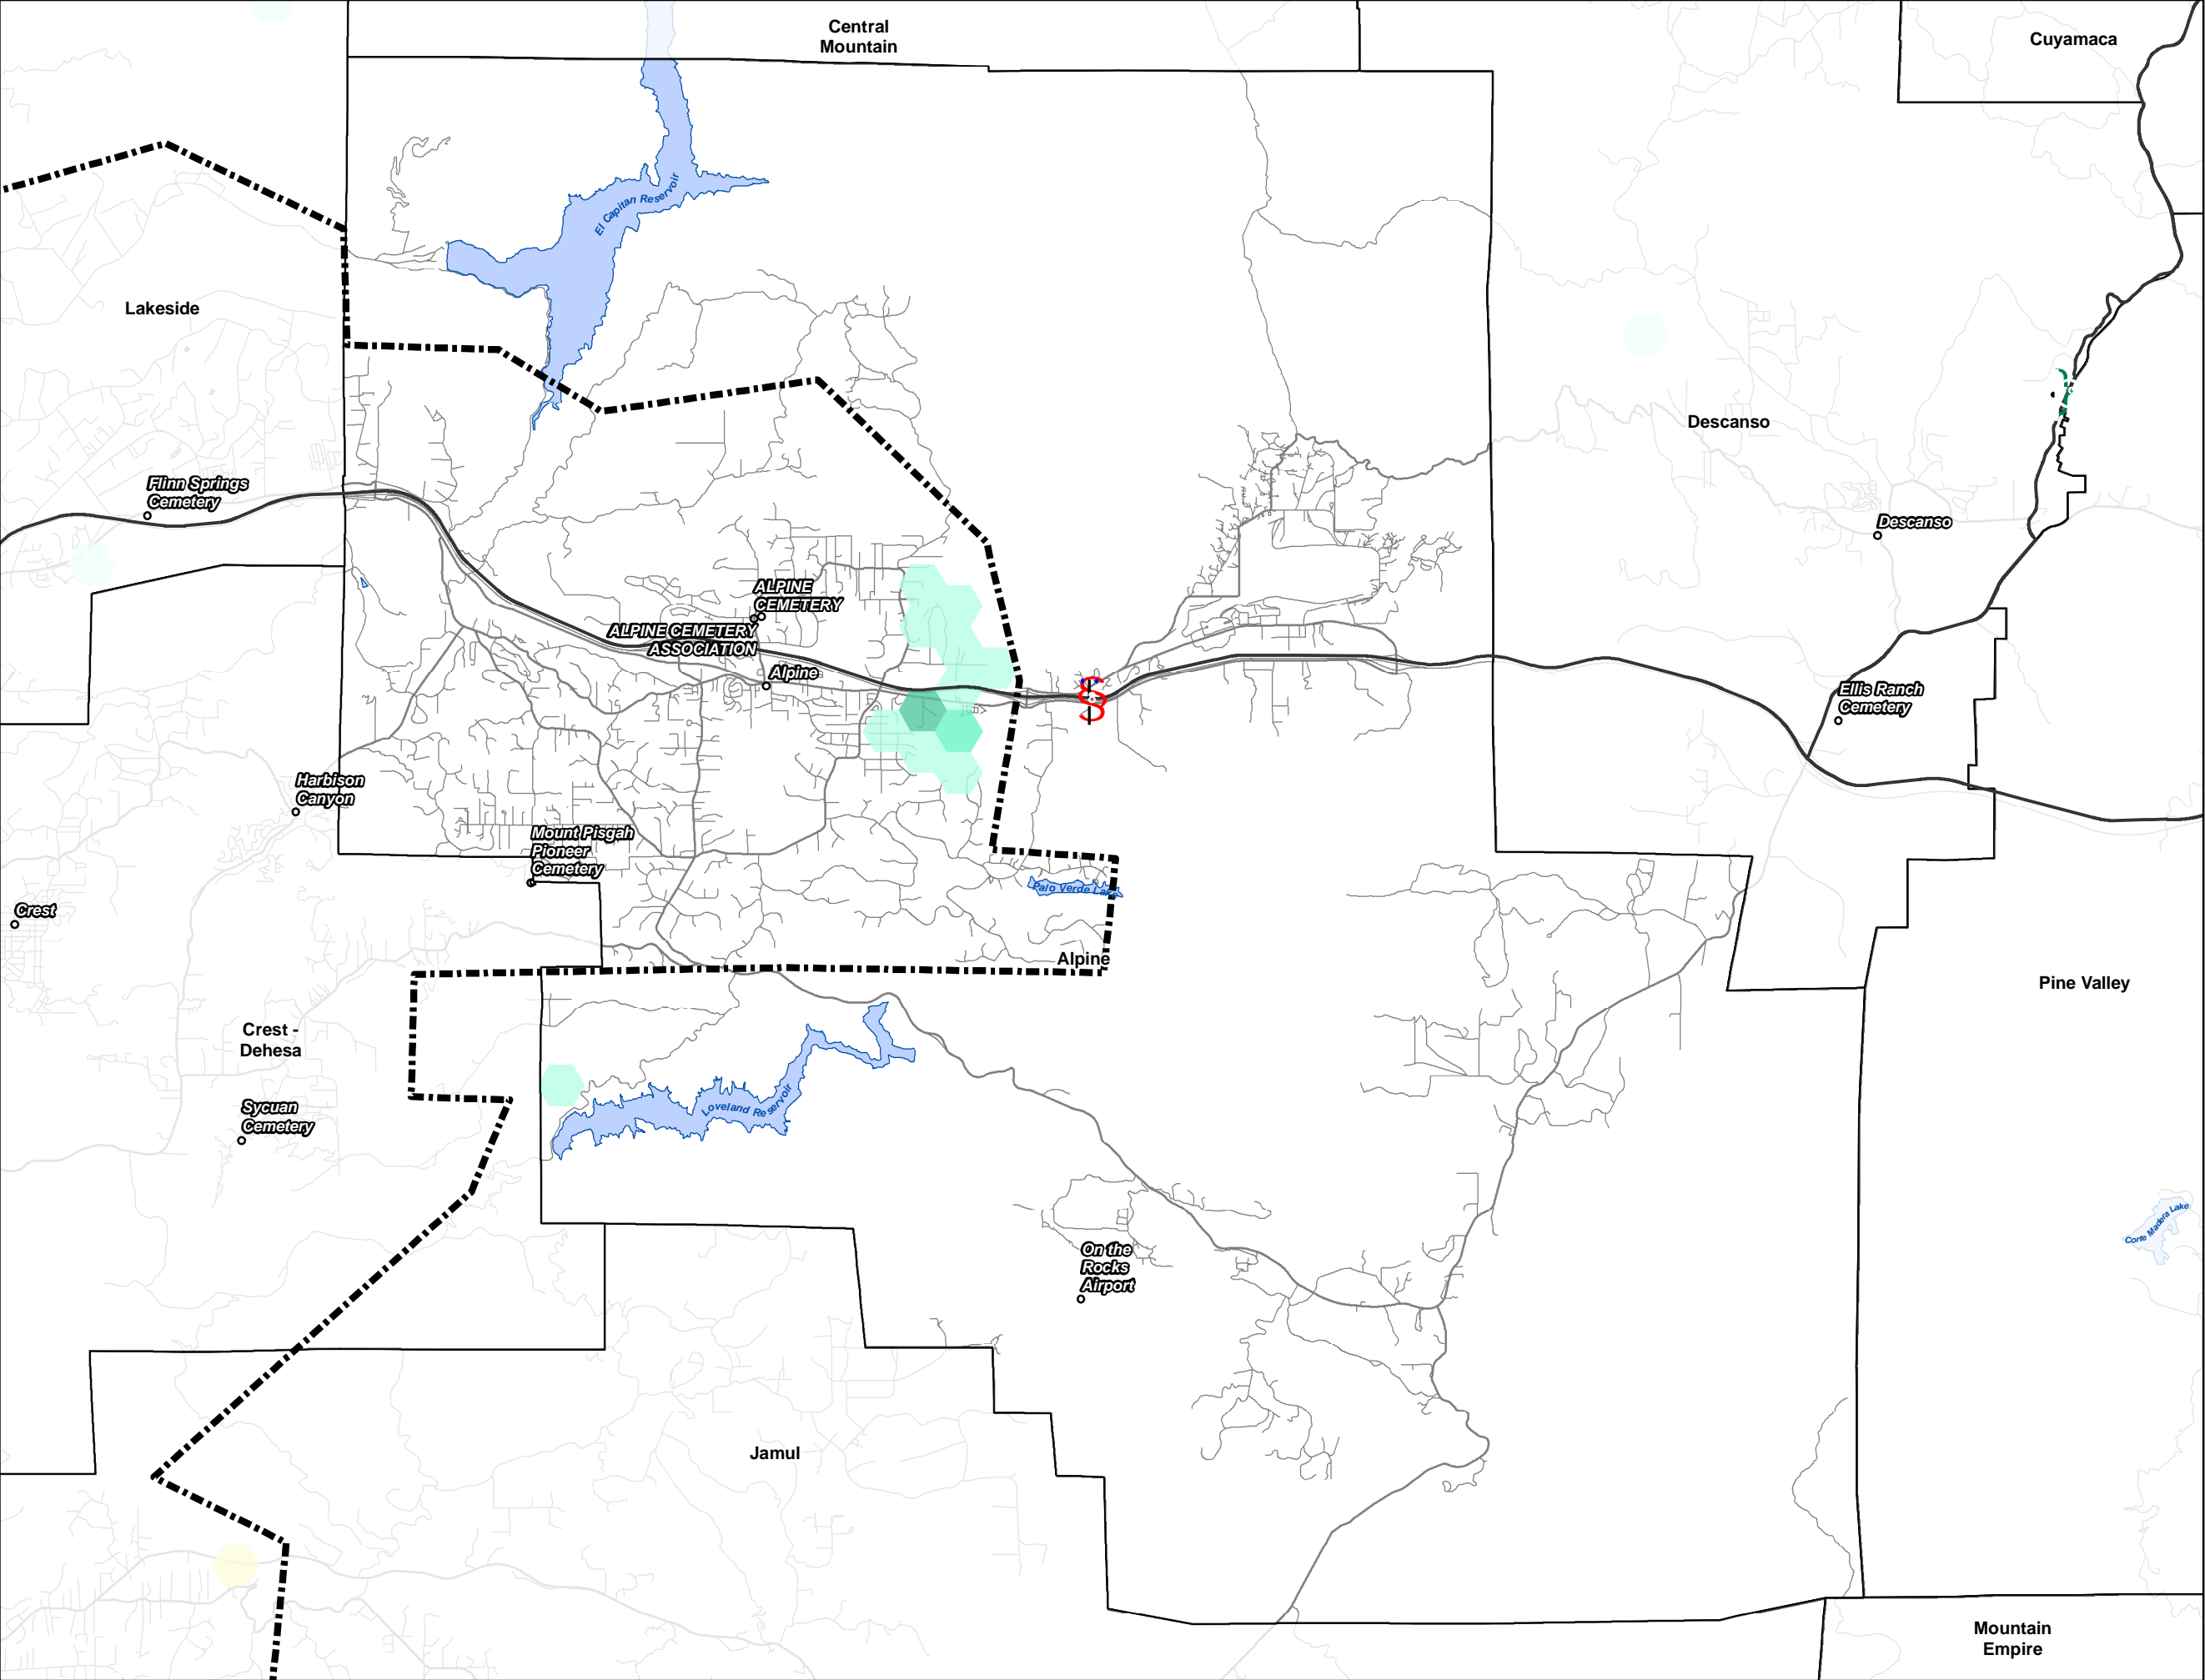 Central
Mountain
Cuyamaca
El Capitan Reservoir
Lakeside
Descanso
Flinn Springs
Cemetery
Descanso
ALPINE
CEMETERY
ALPINE CEMETERY
ASSOCIATION
Alpine
Ellis Ranch
Cemetery
Harbison
Canyon
Mount Pisgah
Pioneer
Cemetery
Palo Verde Lake
Crest
Alpine
Pine Valley
Crest -
Dehesa
Loveland Reservoir
Sycuan
Cemetery
Corte Madera Lake
On the
Rocks
Airport
Jamul
Mountain
Empire